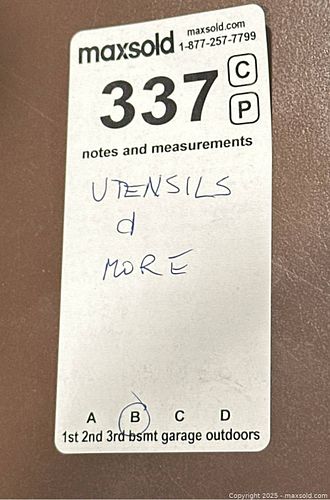 maxsold
maxsold.com
1-877-257-7799
337
C
P
notes and measurements
UTENSILS
d
MORE
A B C D
1st 2nd 3rd bsmt garage outdoors
Copyright © 2025 - maxsold.com